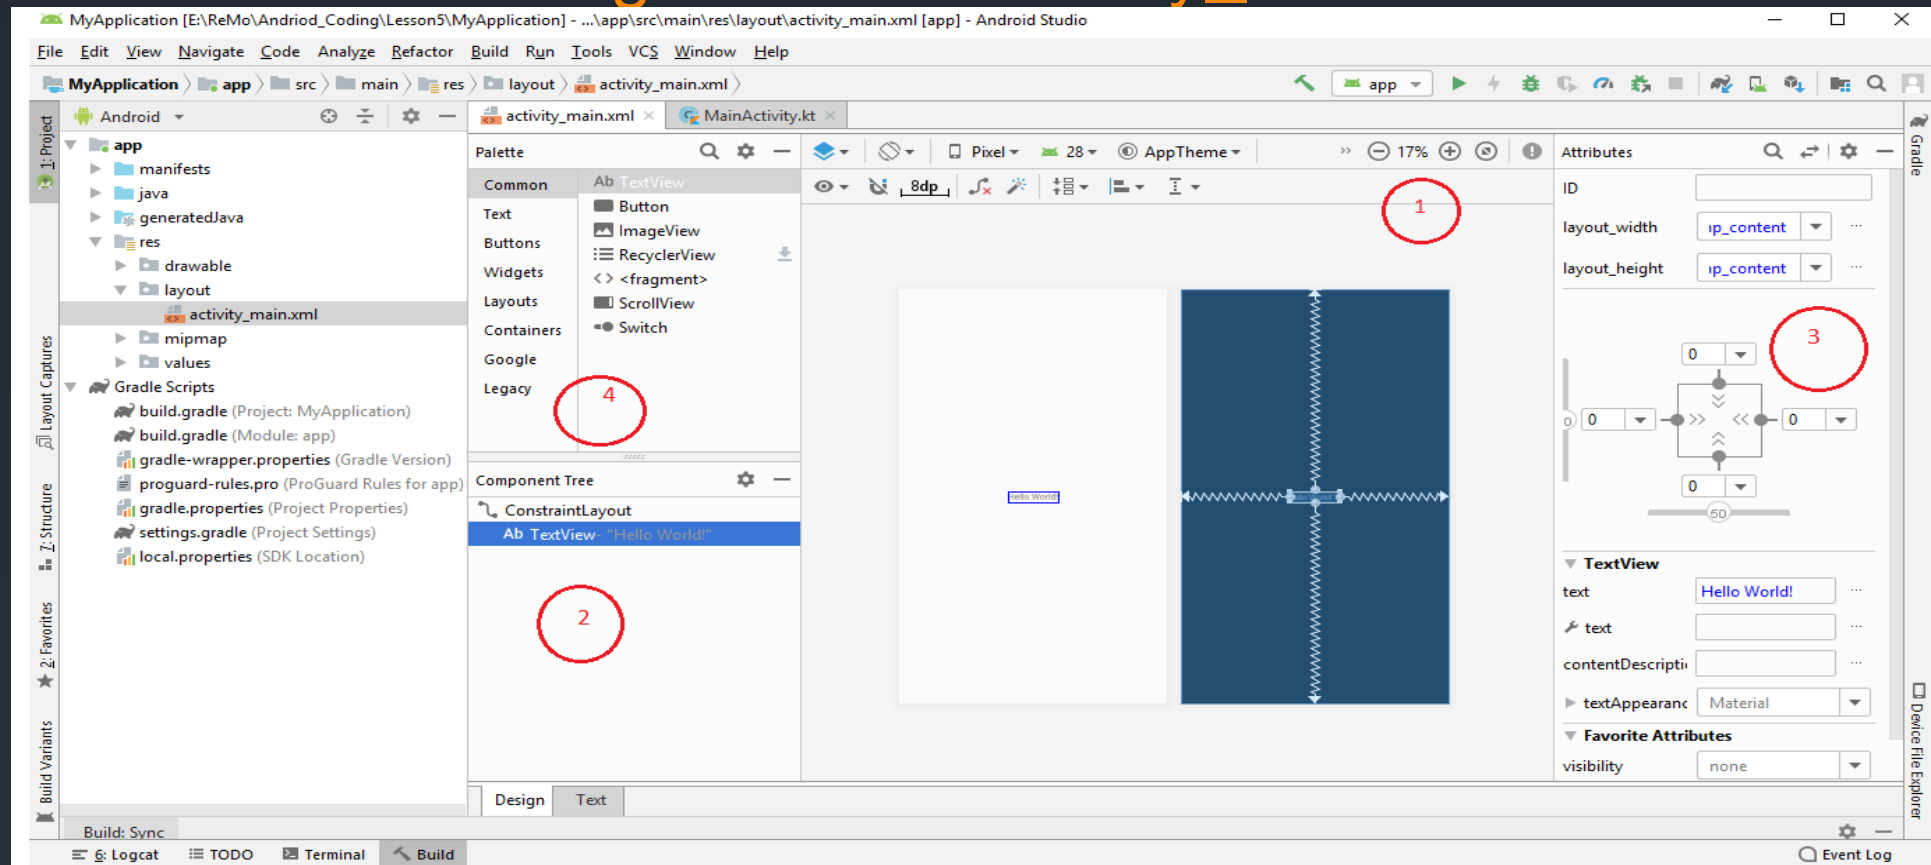 MyApplication [E:\ReMo\Andriod_Coding\Lesson5\MyApplication] - ...\app\src\main\res\layout\activity_main.xml [app] - Android Studio
File Edit View Navigate Code Analyze Refactor Build Run Tools VCS Window Help
MyApplication app src main res layout activity_main.xml
app
1: Project
Layout Captures
7: Structure
2: Favorites
Build Variants
Android
app
manifests
java
generatedJava
res
drawable
layout
activity_main.xml
mipmap
values
Gradle Scripts
build.gradle (Project: MyApplication)
build.gradle (Module: app)
gradle-wrapper.properties (Gradle Version)
proguard-rules.pro (ProGuard Rules for app)
gradle.properties (Project Properties)
settings.gradle (Project Settings)
local.properties (SDK Location)
activity_main.xml MainActivity.kt
Palette
Common
Text
Buttons
Widgets
Layouts
Containers
Google
Legacy
Ab TextView
Button
ImageView
RecyclerView
<> <fragment>
ScrollView
Switch
4
Component Tree
ConstraintLayout
Ab TextView- "Hello World!"
2
Pixel 28 AppTheme » 17%
8dp
1
Hello World!
Attributes
ID
layout_width ıp_content ...
layout_height ıp_content ...
3
0
0 0
0
50
TextView
text Hello World! ...
text ...
contentDescripti ...
textAppearanc Material
Favorite Attributes
visibility none
Gradle
Device File Explorer
Design Text
Build: Sync
6: Logcat TODO Terminal Build Event Log